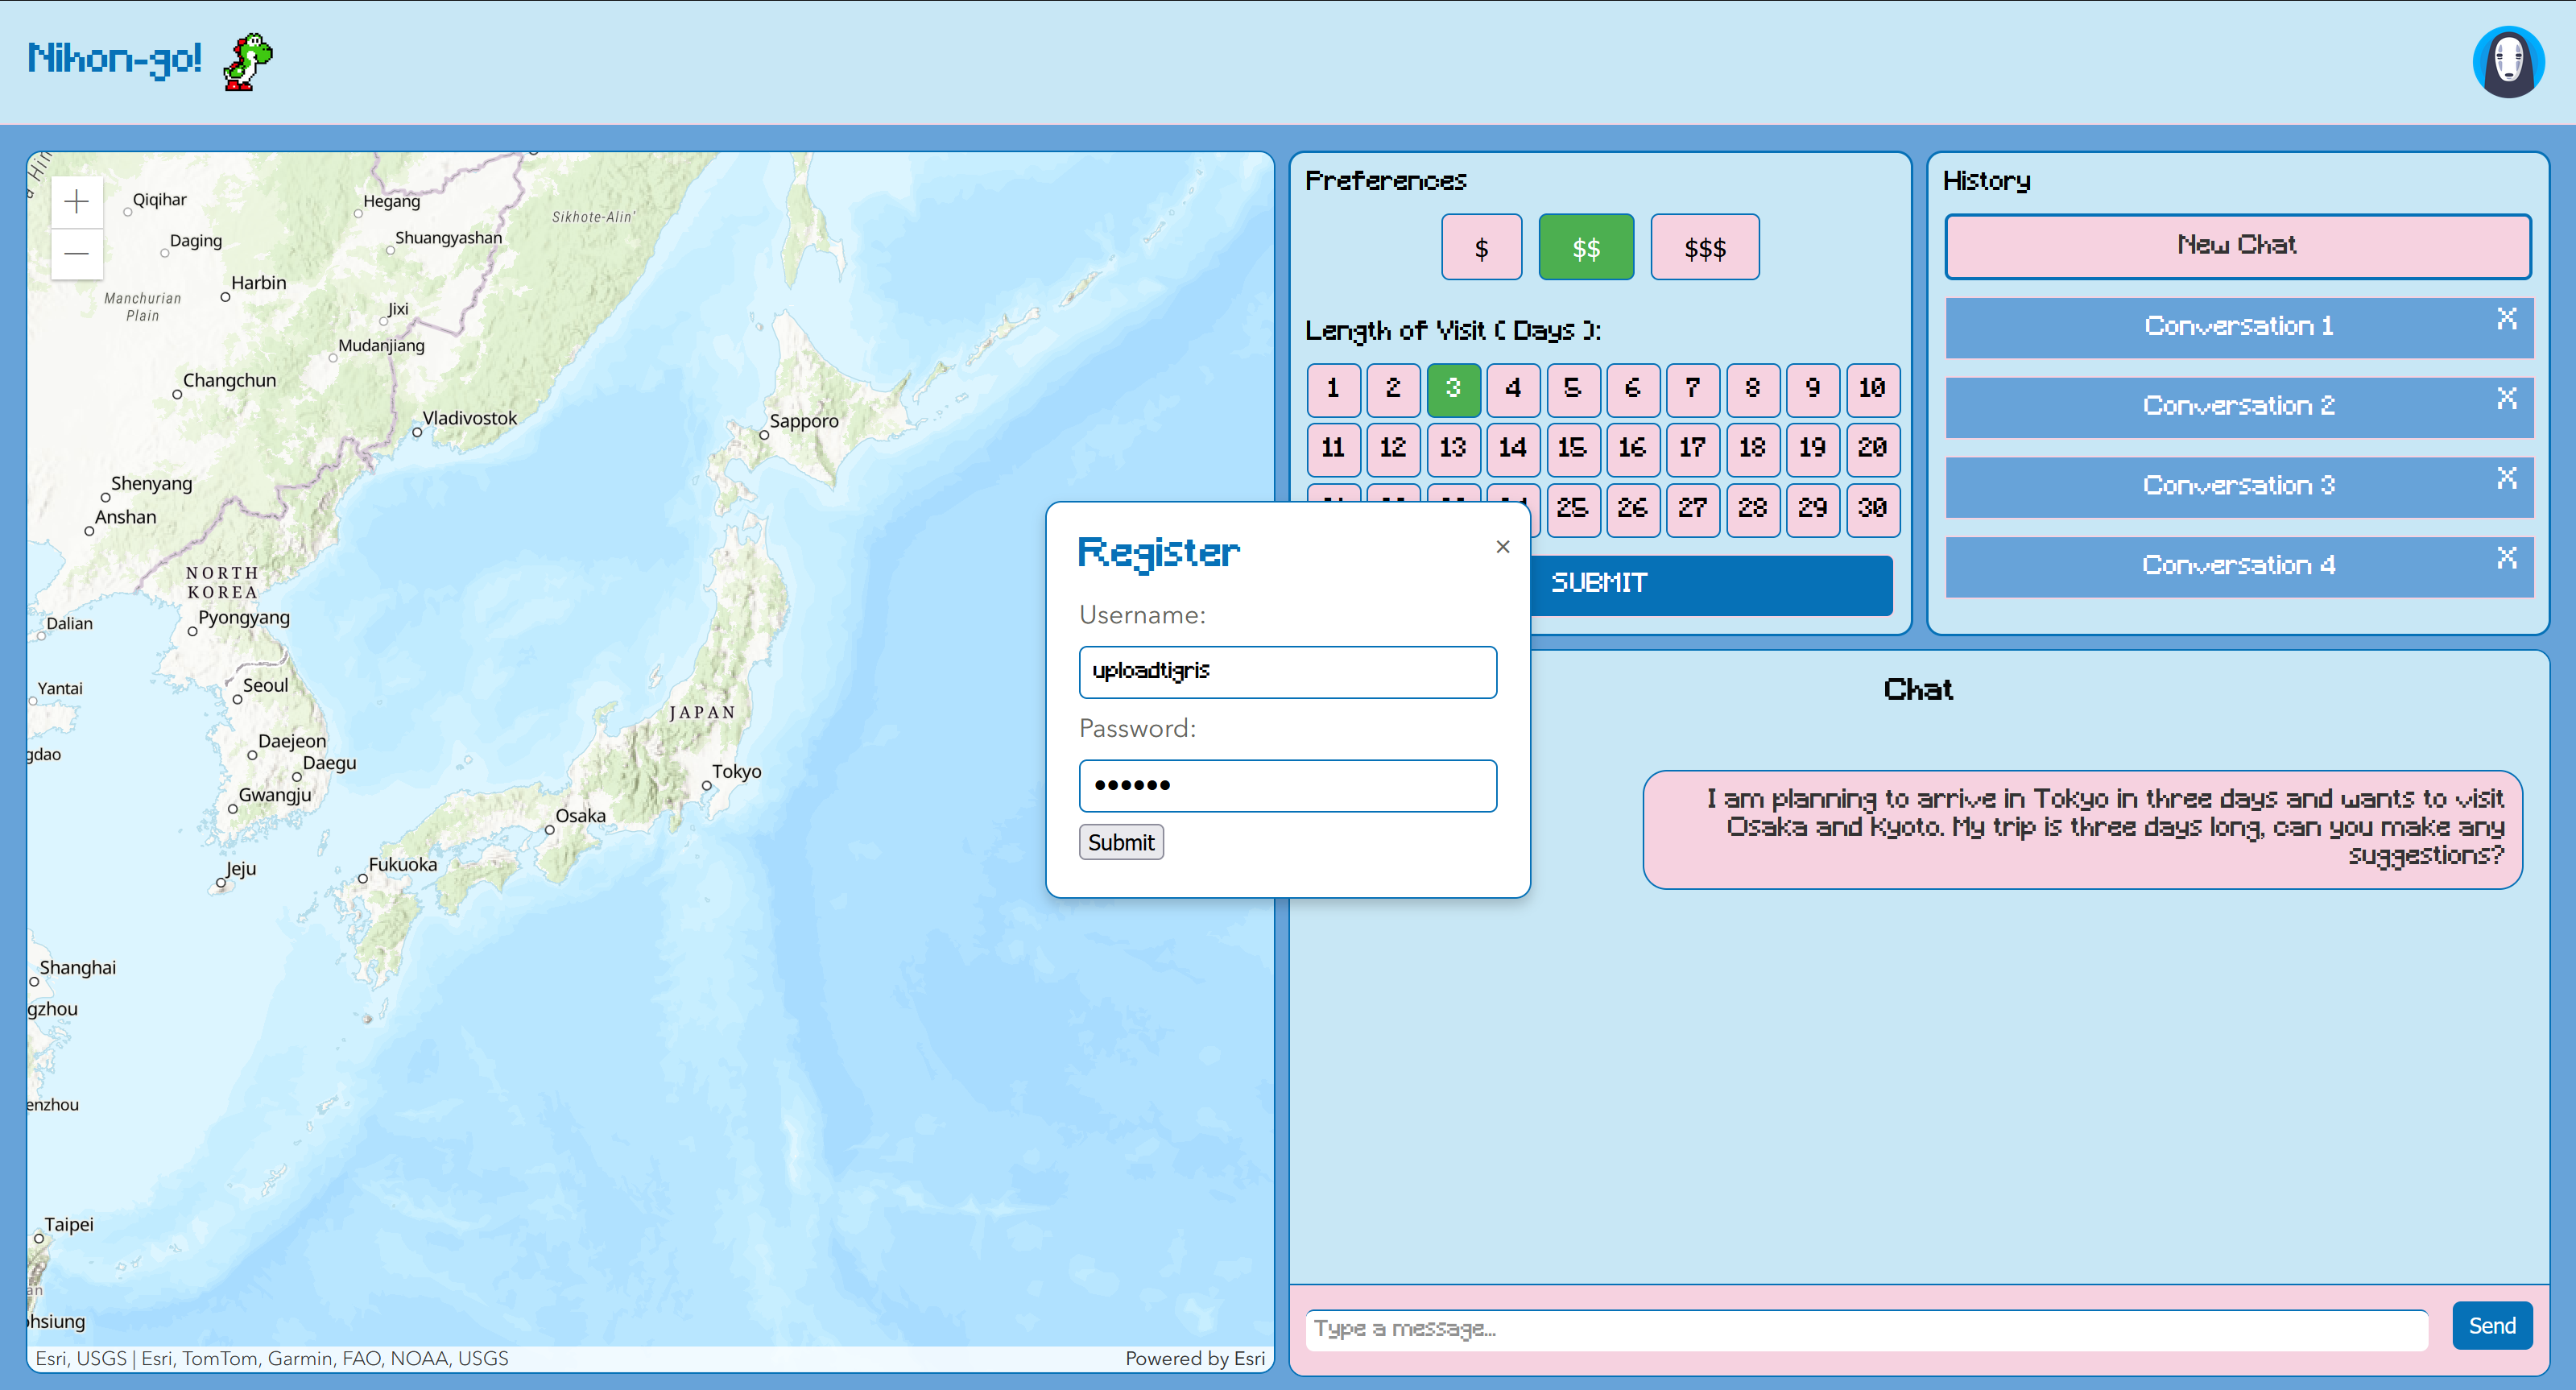 Nihon-go!
Hin
Qiqihar
Hegang
Sikhote-Alin'
Daging
Shuangyashan
Harbin
Manchurian
Plain
Jixi
Mudanjiang
Changchun
Vladivostok
Sapporo
Shenyang
Anshan
NORTH
KOREA
Pyongyang
Dalian
Seoul
Yantai
JAPAN
Daejeon
gdao
Daegu
Tokyo
Gwangju
Osaka
Jeju
Fukuoka
Shanghai
gzhou
enzhou
Taipei
an
hsiung
Esri, USGS | Esri, TomTom, Garmin, FAO, NOAA, USGS
Powered by Esri
Preferences
$ $$ $$$
Length of Visit ( Days ):
1 2 3 4 5 6 7 8 9 10
11 12 13 14 15 16 17 18 19 20
25 26 27 28 29 30
SUBMIT
History
New Chat
Conversation 1 X
Conversation 2 X
Conversation 3 X
Conversation 4 X
Register ×
Username:
uploadtigris
Password:
••••••
Submit
Chat
I am planning to arrive in Tokyo in three days and wants to visit
Osaka and Kyoto. My trip is three days long, can you make any
suggestions?
Type a message...
Send